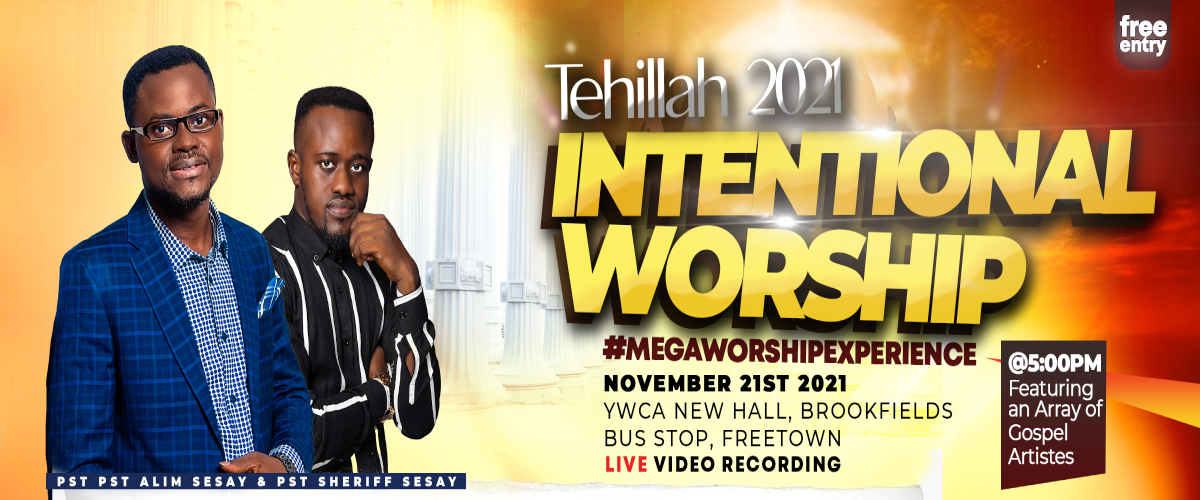 free
entry
Tehillah 2021
INTENTIONAL
WORSHIP
#MEGAWORSHIPEXPERIENCE
NOVEMBER 21ST 2021
YWCA NEW HALL, BROOKFIELDS
BUS STOP, FREETOWN
LIVE VIDEO RECORDING
@5:00PM
Featuring
an Array of
Gospel
Artistes
PST PST ALIM SESAY & PST SHERIFF SESAY